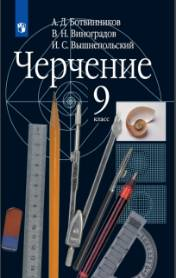 А. Д. Ботвинников
В. Н. Виноградов
И. С. Вышнепольский
Черчение
9
класс